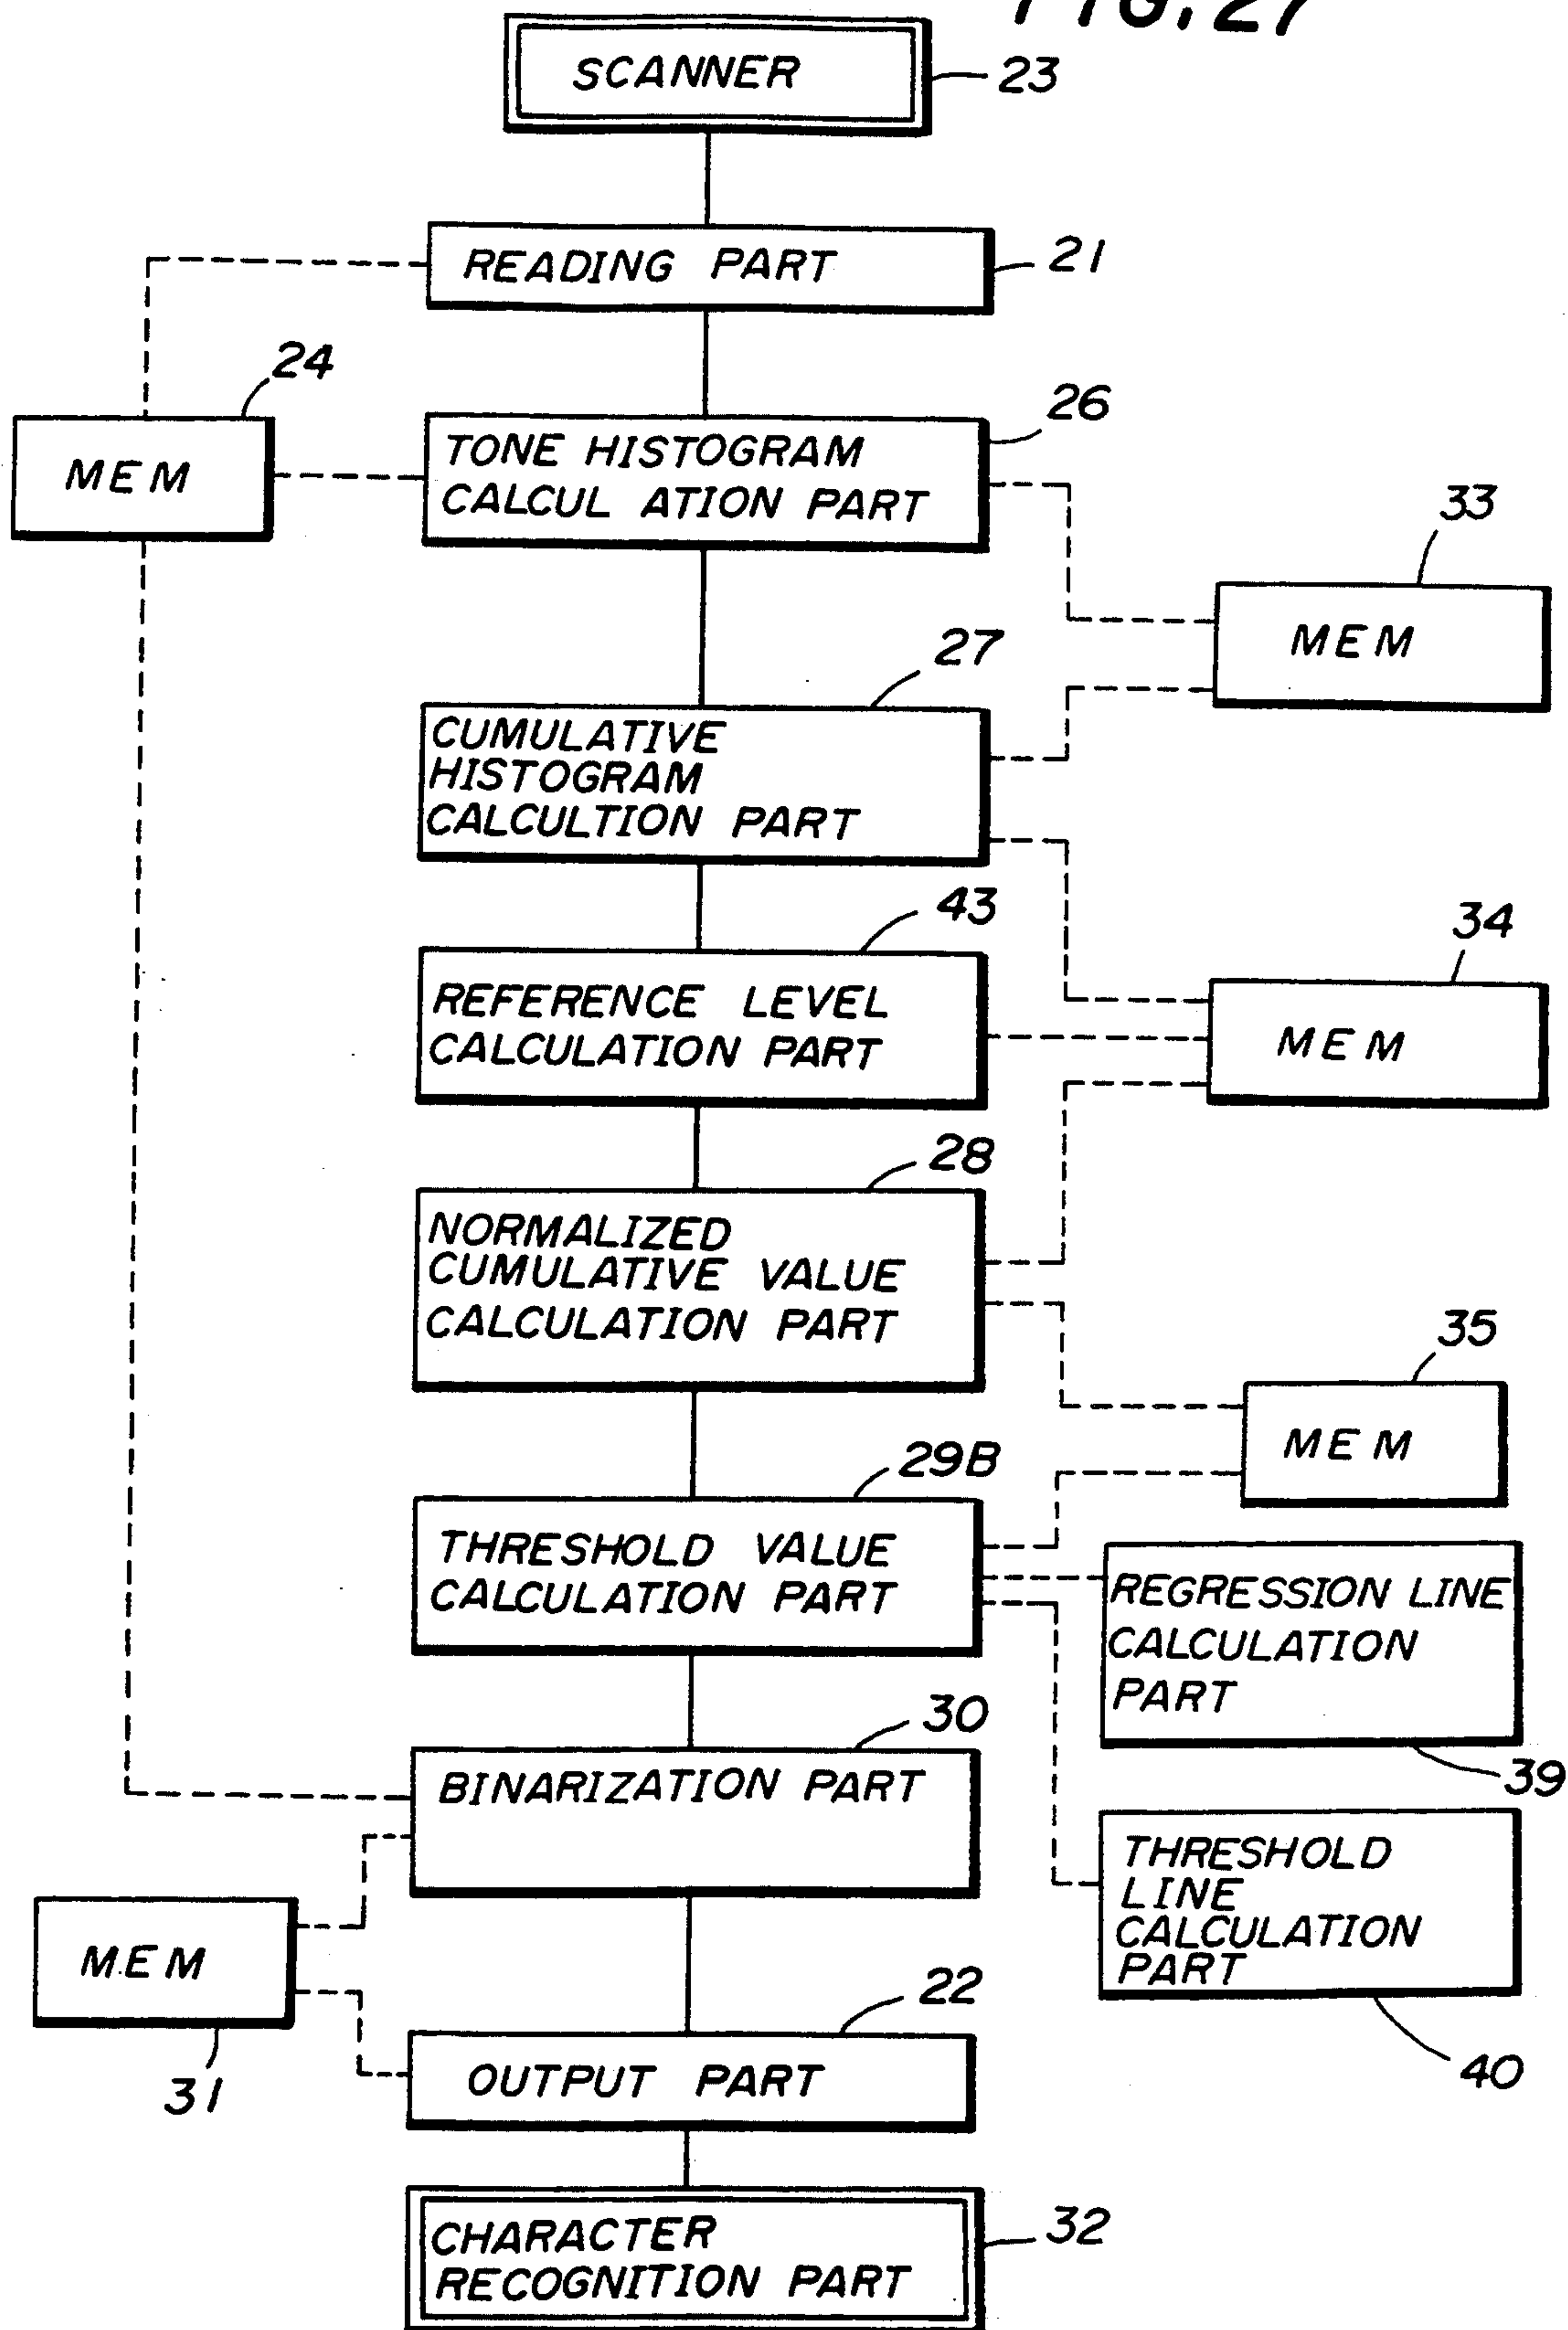 FIG. 27
SCANNER
23
READING PART
21
24
MEM
26
TONE HISTOGRAM
CALCUL ATION PART
33
MEM
27
CUMULATIVE
HISTOGRAM
CALCULTION PART
43
REFERENCE LEVEL
CALCULATION PART
34
MEM
28
NORMALIZED
CUMULATIVE VALUE
CALCULATION PART
35
MEM
29B
THRESHOLD VALUE
CALCULATION PART
REGRESSION LINE
CALCULATION
PART
39
30
BINARIZATION PART
THRESHOLD
LINE
CALCULATION
PART
40
MEM
31
22
OUTPUT PART
CHARACTER
RECOGNITION PART
32